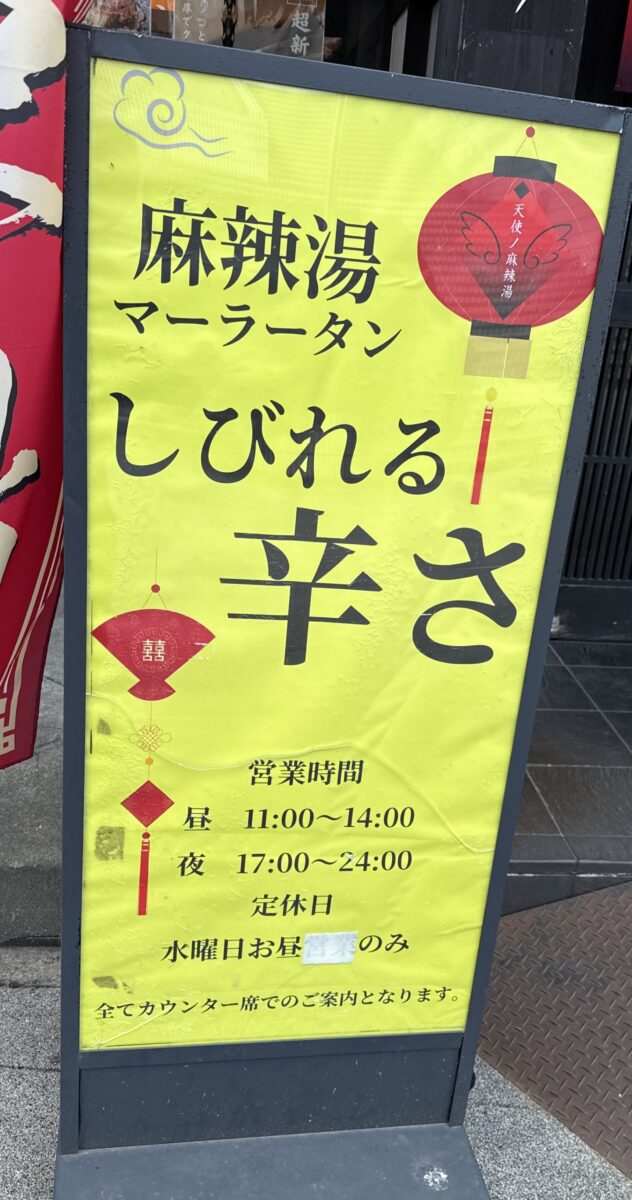 超新
天使ノ麻辣湯
麻辣湯
マーラータン
しびれる
辛さ
囍
営業時間
昼 11:00〜14:00
夜 17:00〜24:00
定休日
水曜日お昼営業のみ
全てカウンター席でのご案内となります。